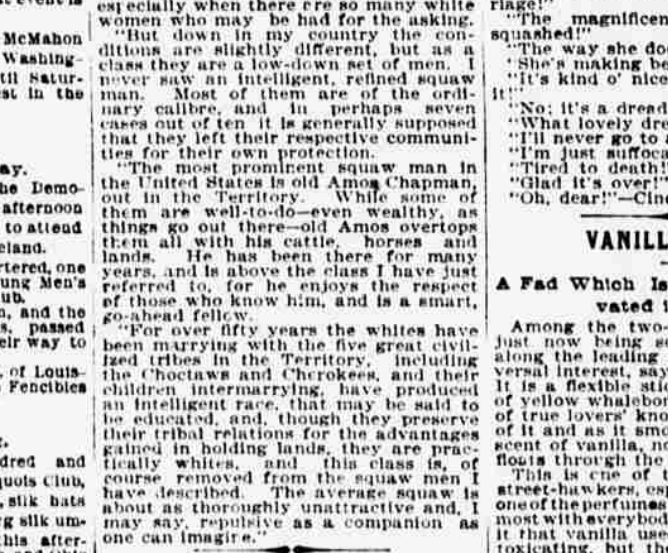 McMahon
Washing-
til Satur-
est in the
ay.
he Demo-
afternoon
to attend
eland.
rtered, one
ung Men's
ub.
n, and the
s, passed
eir way to
, of Louis-
Fencibles
dred and
quois Club,
, silk hats
rg silk um-
his after-
especially when there ere so many white
women who may be had for the asking.
"But down in my country the con-
ditions are slightly different, but as a
class they are a low-down set of men. I
never saw an intelligent, refined squaw
man. Most of them are of the ordi-
nary calibre, and in perhaps seven
cases out of ten it is generally supposed
that they left their respective communi-
ties for their own protection.
"The most prominent squaw man in
the United States is old Amos Chapman,
out in the Territory. While some of
them are well-to-do—even wealthy, as
things go out there—old Amos overtops
them all with his cattle, horses and
lands. He has been there for many
years, and is above the class I have just
referred to, for he enjoys the respect
of those who know him, and is a smart,
go-ahead fellow.
"For over fifty years the whites have
been marrying with the five great civil-
ized tribes in the Territory, including
the Choctaws and Cherokees, and their
children intermarrying, have produced
an intelligent race, that may be said to
be educated, and, though they preserve
their tribal relations for the advantages
gained in holding lands, they are prac-
tically whites, and this class is, of
course removed from the squaw men I
have described. The average squaw is
about as thoroughly unattractive and, I
may say, repulsive as a companion as
one can imagine."
riage!"
"The magnificen
squashed!"
"The way she doe
"She's making be
"It's kind o' nice
it!"
"No; it's a dread
"What lovely dre
"I'll never go to a
"I'm just suffoca
"Tired to death!
"Glad it's over!"
"Oh, dear!"—Cinc
VANILL
A Fad Which Is
vated
Among the two
just now being se
along the leading
versal interest, say
It is a flexible sti
of yellow whalebon
of true lovers' kno
of it and as it smo
scent of vanilla, no
floats through the
This is one of t
street-hawkers, esp
one of the perfumes
most with everybod
it that vanilla use
toxicating, but the